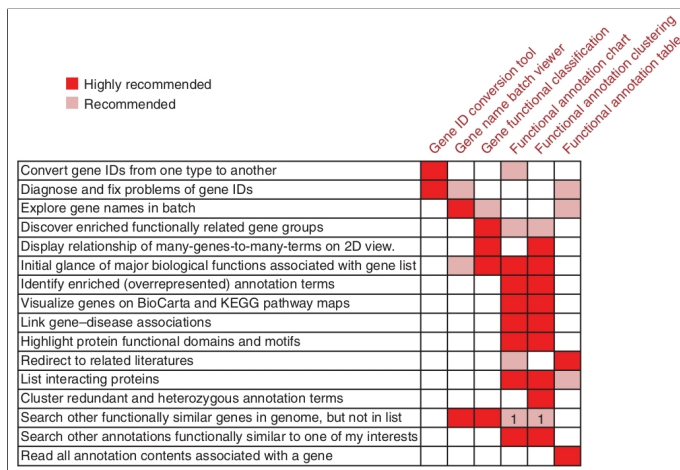 Highly recommended
Recommended
Gene ID conversion tool
Gene name batch viewer
Gene functional classification
Functional annotation chart
Functional annotation clustering
Functional annotation table
Convert gene IDs from one type to another
Diagnose and fix problems of gene IDs
Explore gene names in batch
Discover enriched functionally related gene groups
Display relationship of many-genes-to-many-terms on 2D view.
Initial glance of major biological functions associated with gene list
Identify enriched (overrepresented) annotation terms
Visualize genes on BioCarta and KEGG pathway maps
Link gene–disease associations
Highlight protein functional domains and motifs
Redirect to related literatures
List interacting proteins
Cluster redundant and heterozygous annotation terms
Search other functionally similar genes in genome, but not in list 1 1
Search other annotations functionally similar to one of my interests
Read all annotation contents associated with a gene